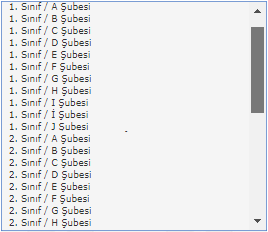 1. Sınıf / A Şubesi
1. Sınıf / B Şubesi
1. Sınıf / C Şubesi
1. Sınıf / D Şubesi
1. Sınıf / E Şubesi
1. Sınıf / F Şubesi
1. Sınıf / G Şubesi
1. Sınıf / H Şubesi
1. Sınıf / I Şubesi
1. Sınıf / İ Şubesi
1. Sınıf / J Şubesi
2. Sınıf / A Şubesi
2. Sınıf / B Şubesi
2. Sınıf / C Şubesi
2. Sınıf / D Şubesi
2. Sınıf / E Şubesi
2. Sınıf / F Şubesi
2. Sınıf / G Şubesi
2. Sınıf / H Şubesi